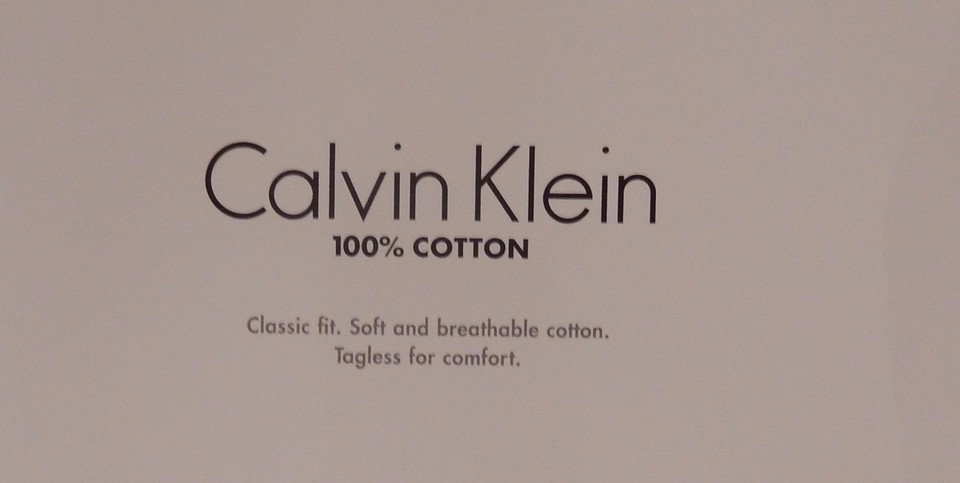 Calvin Klein
100% COTTON
Classic fit. Soft and breathable cotton.
Tagless for comfort.